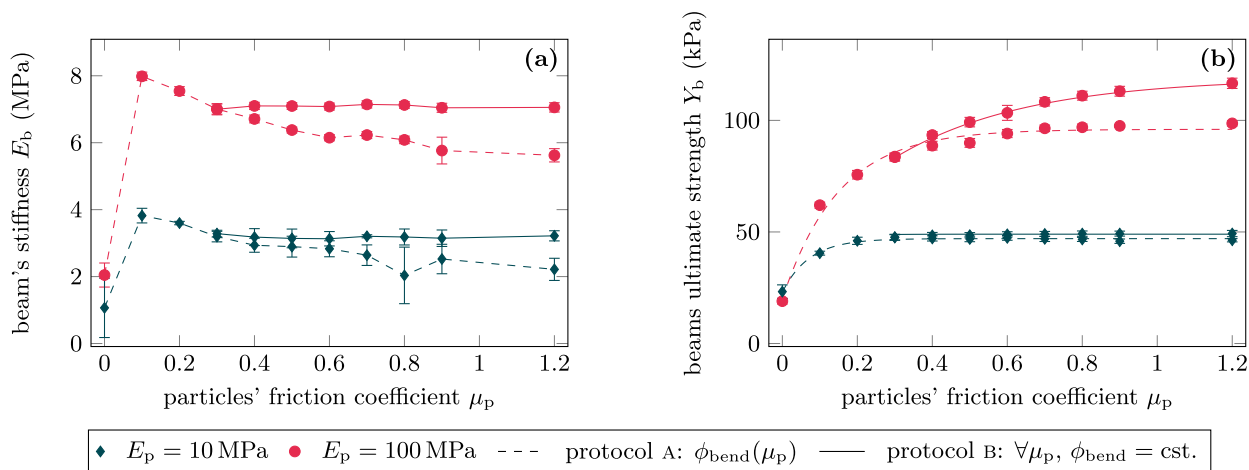 (a)
beam's stiffness E_b (MPa)
8
6
4
2
0
0 0.2 0.4 0.6 0.8 1 1.2
particles' friction coefficient μ_p
(b)
beams ultimate strength Y_b (kPa)
100
50
0
0 0.2 0.4 0.6 0.8 1 1.2
particles' friction coefficient μ_p
E_p = 10 MPa E_p = 100 MPa protocol A: ϕ_bend(μ_p) protocol B: ∀μ_p, ϕ_bend = cst.